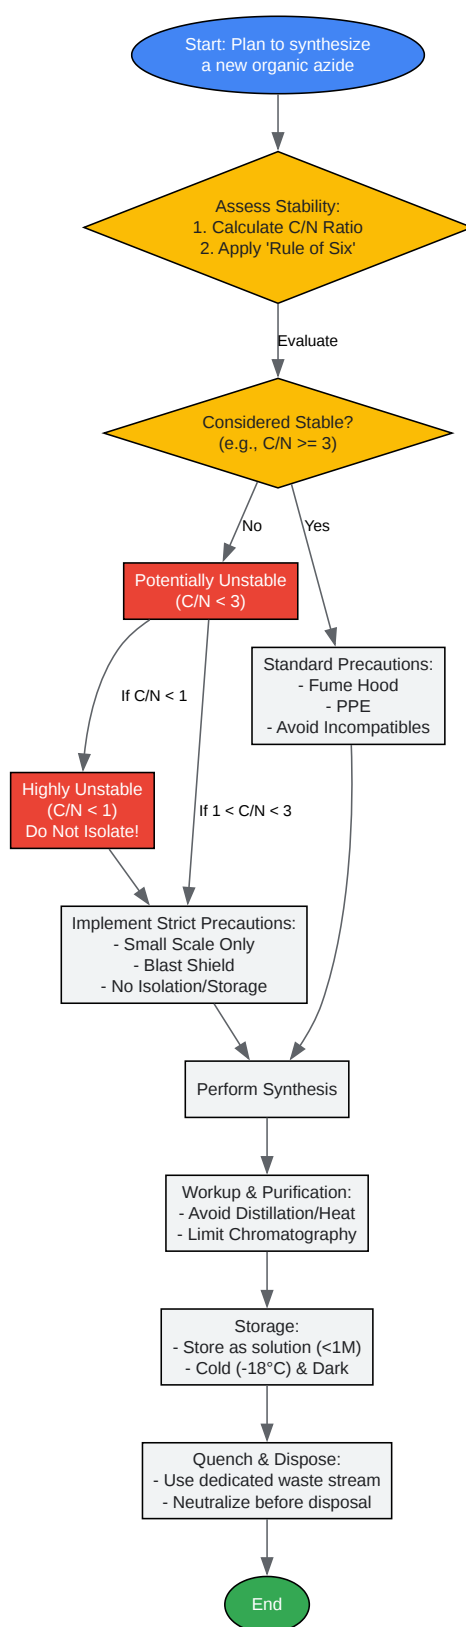 Start: Plan to synthesize
a new organic azide
Assess Stability:
1. Calculate C/N Ratio
2. Apply 'Rule of Six'
Evaluate
Considered Stable?
(e.g., C/N >= 3)
No
Yes
Potentially Unstable
(C/N < 3)
Standard Precautions:
- Fume Hood
- PPE
- Avoid Incompatibles
If C/N < 1
Highly Unstable
(C/N < 1)
Do Not Isolate!
If 1 < C/N < 3
Implement Strict Precautions:
- Small Scale Only
- Blast Shield
- No Isolation/Storage
Perform Synthesis
Workup & Purification:
- Avoid Distillation/Heat
- Limit Chromatography
Storage:
- Store as solution (<1M)
- Cold (-18°C) & Dark
Quench & Dispose:
- Use dedicated waste stream
- Neutralize before disposal
End